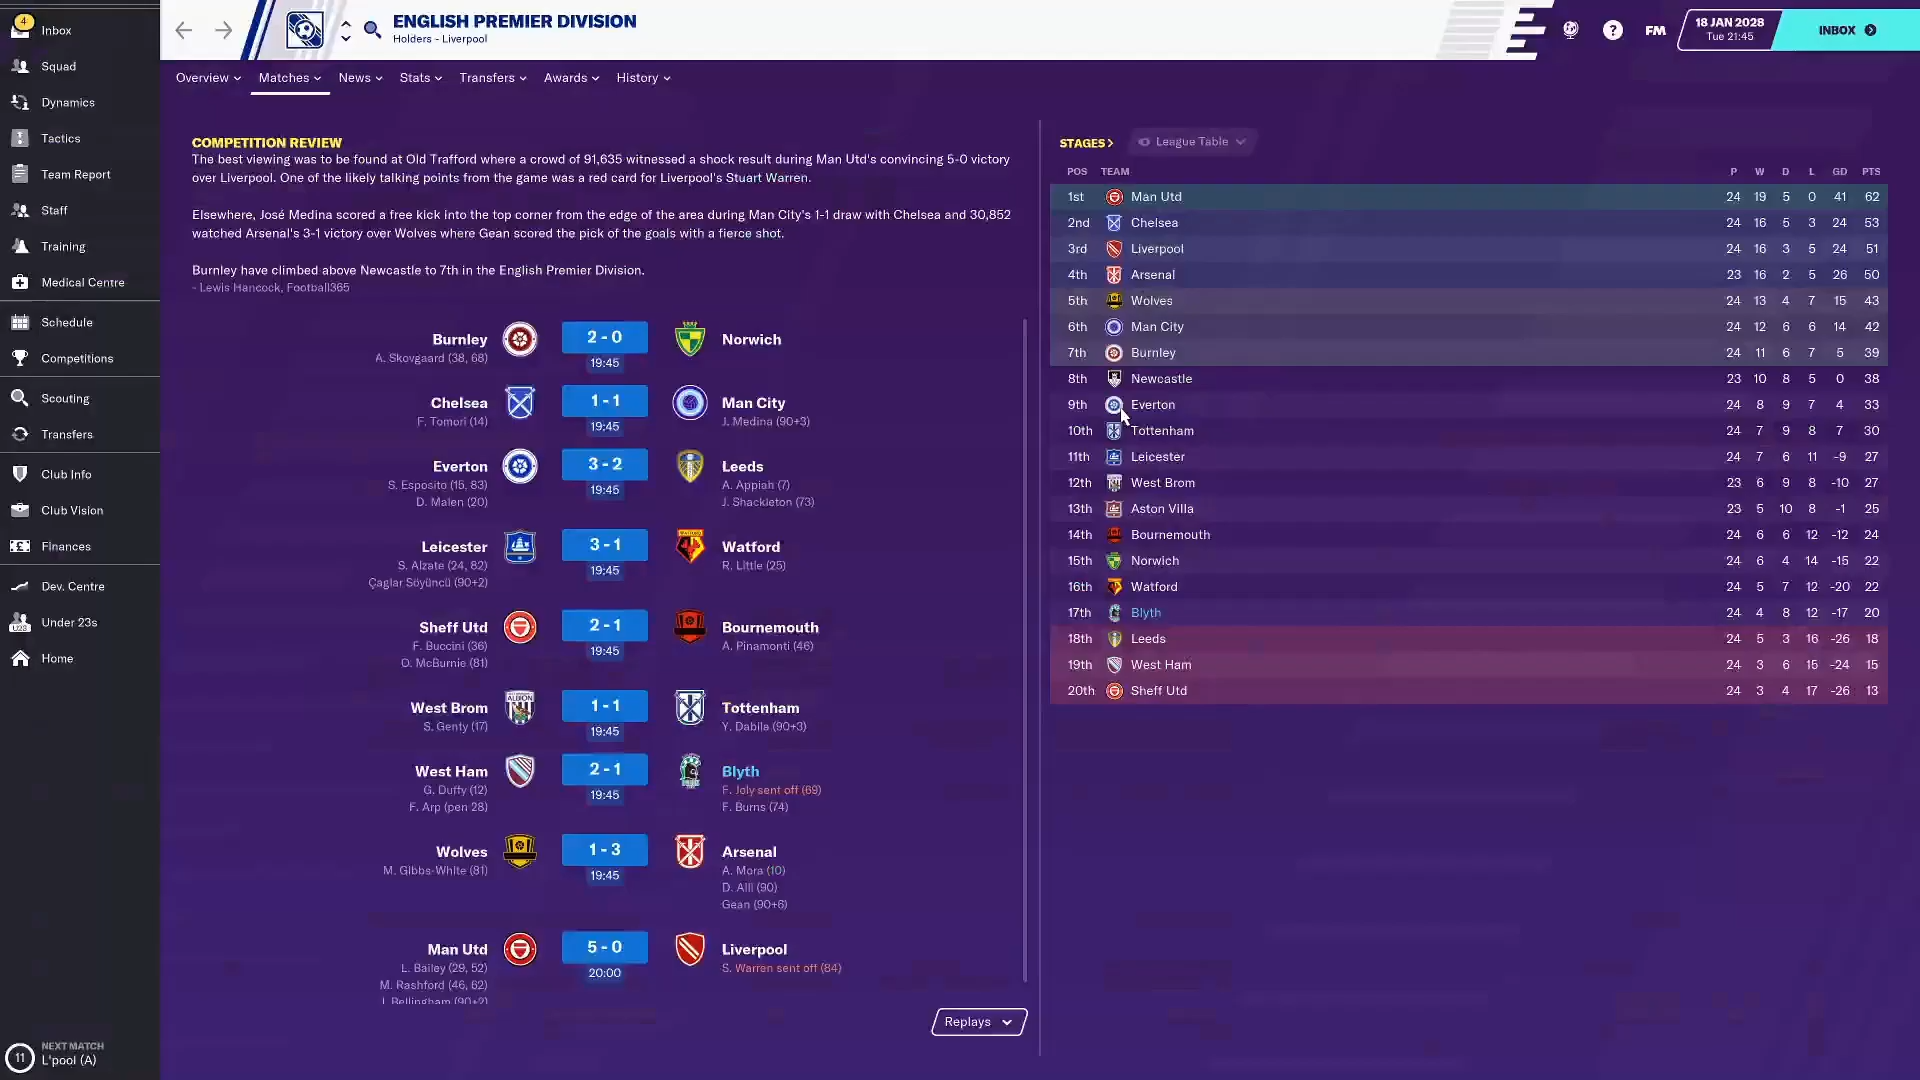 4
Inbox
Squad
Dynamics
Tactics
Team Report
Staff
Training
Medical Centre
Schedule
Competitions
Scouting
Transfers
Club Info
Club Vision
Finances
Dev. Centre
U23
Under 23s
Home
11
NEXT MATCH
L'pool (A)
ENGLISH PREMIER DIVISION
Holders - Liverpool
?
FM
18 JAN 2028
Tue 21:45
INBOX
Overview
Matches
News
Stats
Transfers
Awards
History
COMPETITION REVIEW
The best viewing was to be found at Old Trafford where a crowd of 91,635 witnessed a shock result during Man Utd's convincing 5-0 victory
over Liverpool. One of the likely talking points from the game was a red card for Liverpool's Stuart Warren.
Elsewhere, José Medina scored a free kick into the top corner from the edge of the area during Man City's 1-1 draw with Chelsea and 30,852
watched Arsenal's 3-1 victory over Wolves where Gean scored the pick of the goals with a fierce shot.
Burnley have climbed above Newcastle to 7th in the English Premier Division.
- Lewis Hancock, Football365
Burnley 2 - 0 Norwich
A. Skovgaard (38, 68) 19:45
Chelsea 1 - 1 Man City
F. Tomori (14) 19:45 J. Medina (90+3)
Everton 3 - 2 Leeds
S. Esposito (15, 83) 19:45 A. Appiah (7)
D. Malen (20) J. Shackleton (73)
Leicester 3 - 1 Watford
S. Alzate (24, 82) 19:45 R. Little (25)
Çaglar Söyüncü (90+2)
Sheff Utd 2 - 1 Bournemouth
F. Buccini (36) 19:45 A. Pinamonti (46)
O. McBurnie (81)
ALBION
West Brom 1 - 1 Tottenham
S. Genty (17) 19:45 Y. Dabila (90+3)
West Ham 2 - 1 Blyth
G. Duffy (12) 19:45 F. Joly sent off (69)
F. Arp (pen 28) F. Burns (74)
Wolves 1 - 3 Arsenal
M. Gibbs-White (81) 19:45 A. Mora (10)
D. Alli (90)
Gean (90+6)
Man Utd 5 - 0 Liverpool
L. Bailey (29, 52) 20:00 S. Warren sent off (84)
M. Rashford (46, 62)
J. Bellingham (90+2)
Replays
STAGES
League Table
POS TEAM P W D L GD PTS
1st Man Utd 24 19 5 0 41 62
2nd Chelsea 24 16 5 3 24 53
3rd Liverpool 24 16 3 5 24 51
4th Arsenal 23 16 2 5 26 50
5th Wolves 24 13 4 7 15 43
6th Man City 24 12 6 6 14 42
7th Burnley 24 11 6 7 5 39
8th Newcastle 23 10 8 5 0 38
9th Everton 24 8 9 7 4 33
10th Tottenham 24 7 9 8 7 30
11th Leicester 24 7 6 11 -9 27
12th West Brom 23 6 9 8 -10 27
13th Aston Villa 23 5 10 8 -1 25
14th Bournemouth 24 6 6 12 -12 24
15th Norwich 24 6 4 14 -15 22
16th Watford 24 5 7 12 -20 22
17th Blyth 24 4 8 12 -17 20
18th Leeds 24 5 3 16 -26 18
19th West Ham 24 3 6 15 -24 15
20th Sheff Utd 24 3 4 17 -26 13